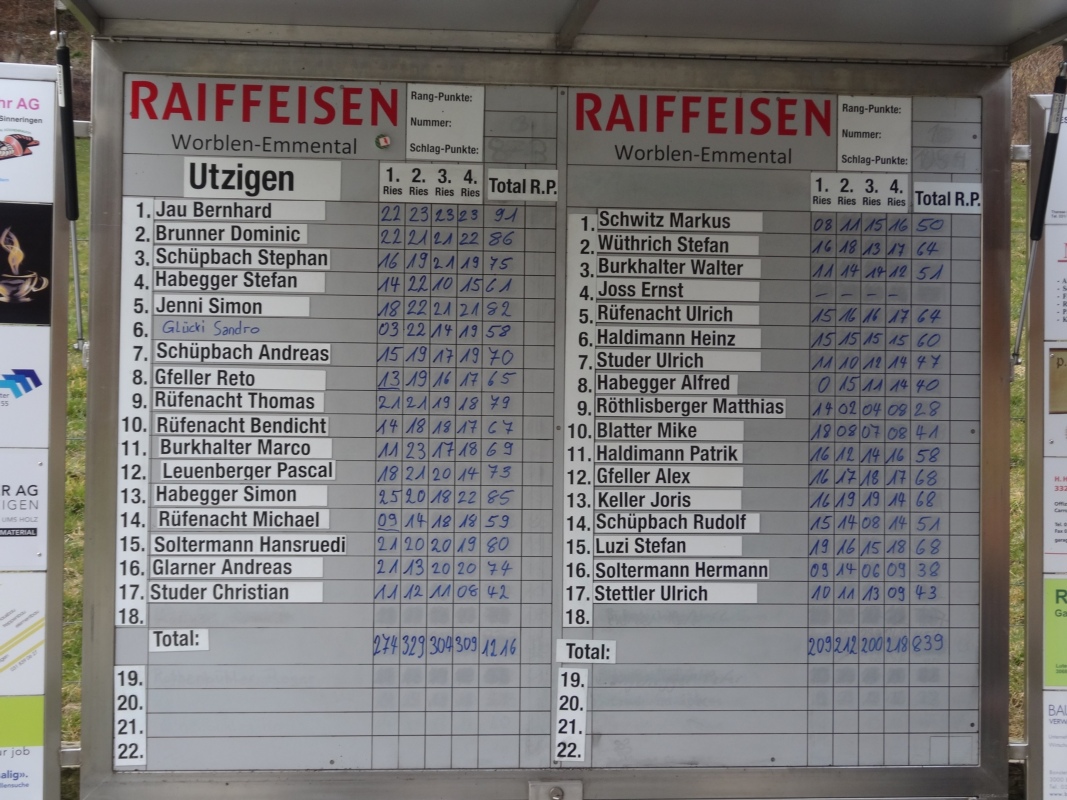 RAIFFEISEN
Worblen-Emmental
Rang-Punkte:
Nummer:
Schlag-Punkte:
Utzigen
1. Ries 2. Ries 3. Ries 4. Ries Total R.P.
1. Jau Bernhard 22 23 23 23 91
2. Brunner Dominic 22 21 21 22 86
3. Schüpbach Stephan 16 19 21 19 75
4. Habegger Stefan 14 22 10 15 61
5. Jenni Simon 18 22 21 21 82
6. Glücki Sandro 03 22 14 19 58
7. Schüpbach Andreas 15 19 17 19 70
8. Gfeller Reto 13 19 16 17 65
9. Rüfenacht Thomas 21 21 19 18 79
10. Rüfenacht Bendicht 14 18 18 17 67
11. Burkhalter Marco 11 23 17 18 69
12. Leuenberger Pascal 18 21 20 14 73
13. Habegger Simon 25 20 18 22 85
14. Rüfenacht Michael 09 14 18 18 59
15. Soltermann Hansruedi 21 20 20 19 80
16. Glarner Andreas 21 13 20 20 74
17. Studer Christian 11 12 11 08 42
18.
Total: 274 329 304 309 1216
19.
20.
21.
22.
RAIFFEISEN
Worblen-Emmental
Rang-Punkte:
Nummer:
Schlag-Punkte:
1. Ries 2. Ries 3. Ries 4. Ries Total R.P.
1. Schwitz Markus 08 11 15 16 50
2. Wüthrich Stefan 16 18 13 17 64
3. Burkhalter Walter 11 14 14 12 51
4. Joss Ernst – – – –
5. Rüfenacht Ulrich 15 16 16 17 64
6. Haldimann Heinz 15 15 15 15 60
7. Studer Ulrich 11 10 12 14 47
8. Habegger Alfred 0 15 11 14 40
9. Röthlisberger Matthias 14 02 04 08 28
10. Blatter Mike 18 08 07 08 41
11. Haldimann Patrik 16 12 14 16 58
12. Gfeller Alex 16 17 18 17 68
13. Keller Joris 16 19 19 14 68
14. Schüpbach Rudolf 15 14 08 14 51
15. Luzi Stefan 19 16 15 18 68
16. Soltermann Hermann 09 14 06 09 38
17. Stettler Ulrich 10 11 13 09 43
18.
Total: 209 212 200 218 839
19.
20.
21.
22.